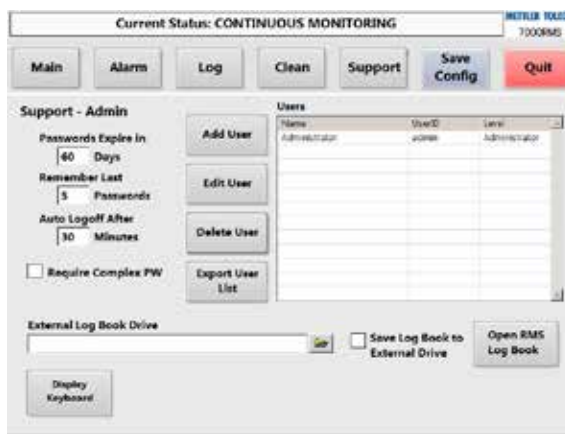 Current Status: CONTINUOUS MONITORING
METTLER TOLEDO
7000RMS
Main
Alarm
Log
Clean
Support
Save
Config
Quit
Support - Admin
Passwords Expire in
60 Days
Remember Last
5 Passwords
Auto Logoff After
30 Minutes
Require Complex PW
Add User
Edit User
Delete User
Export User
List
Users
Name UserID Level
Administrator admin Administrator
External Log Book Drive
Save Log Book to
External Drive
Open RMS
Log Book
Display
Keyboard